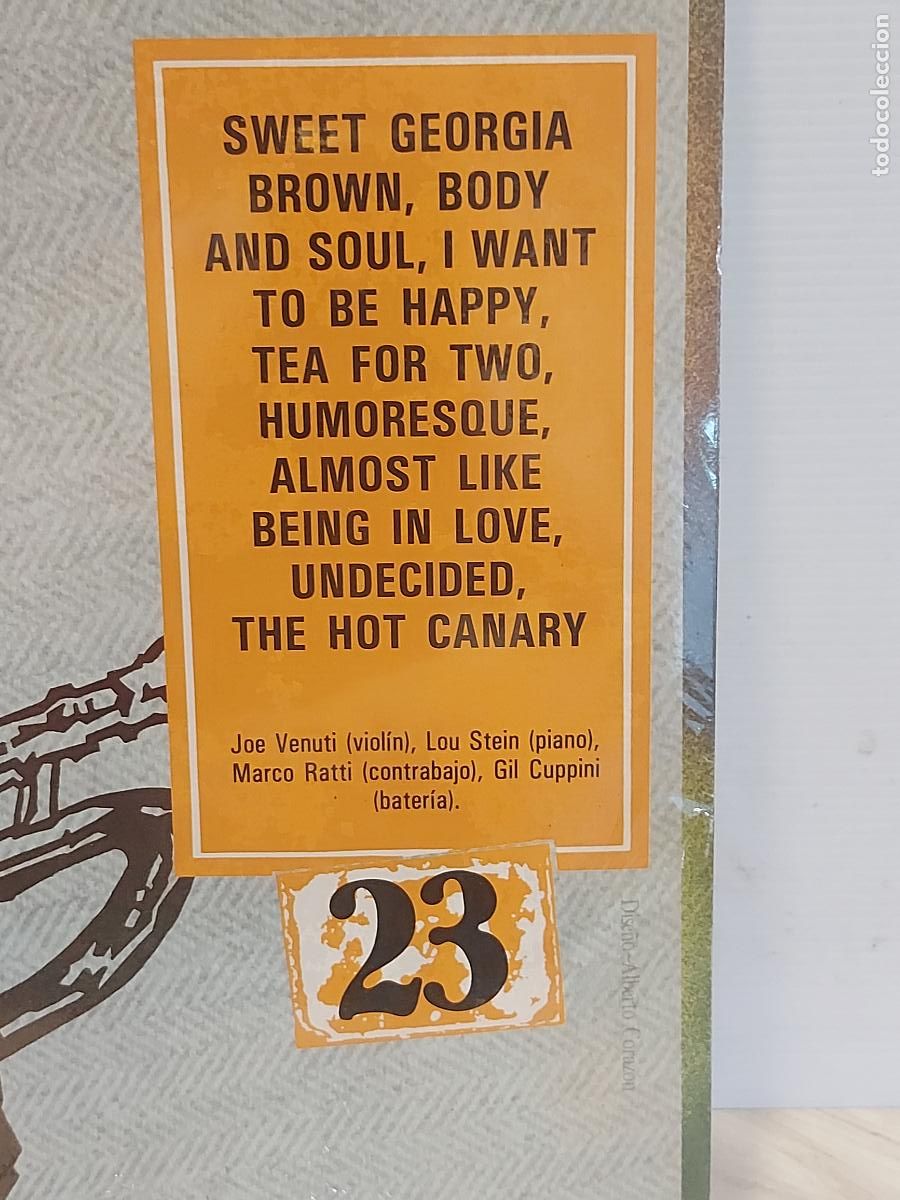 SWEET GEORGIA
BROWN, BODY
AND SOUL, I WANT
TO BE HAPPY,
TEA FOR TWO,
HUMORESQUE,
ALMOST LIKE
BEING IN LOVE,
UNDECIDED,
THE HOT CANARY
Joe Venuti (violín), Lou Stein (piano),
Marco Ratti (contrabajo), Gil Cuppini
(batería).
23
Diseño-Alberto Corazon
todocoleccion